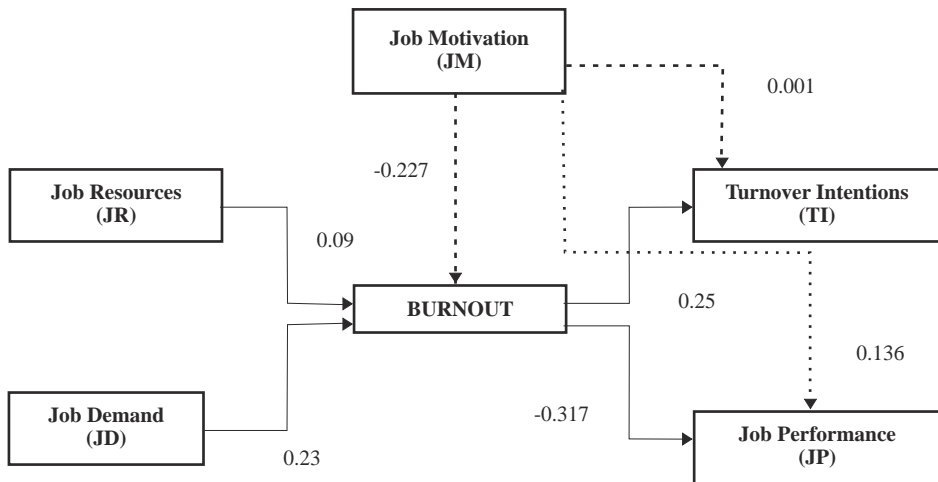 Job Motivation
(JM)
0.001
-0.227
Job Resources
(JR)
Turnover Intentions
(TI)
0.09
BURNOUT
0.25
0.136
Job Demand
(JD)
-0.317
Job Performance
(JP)
0.23